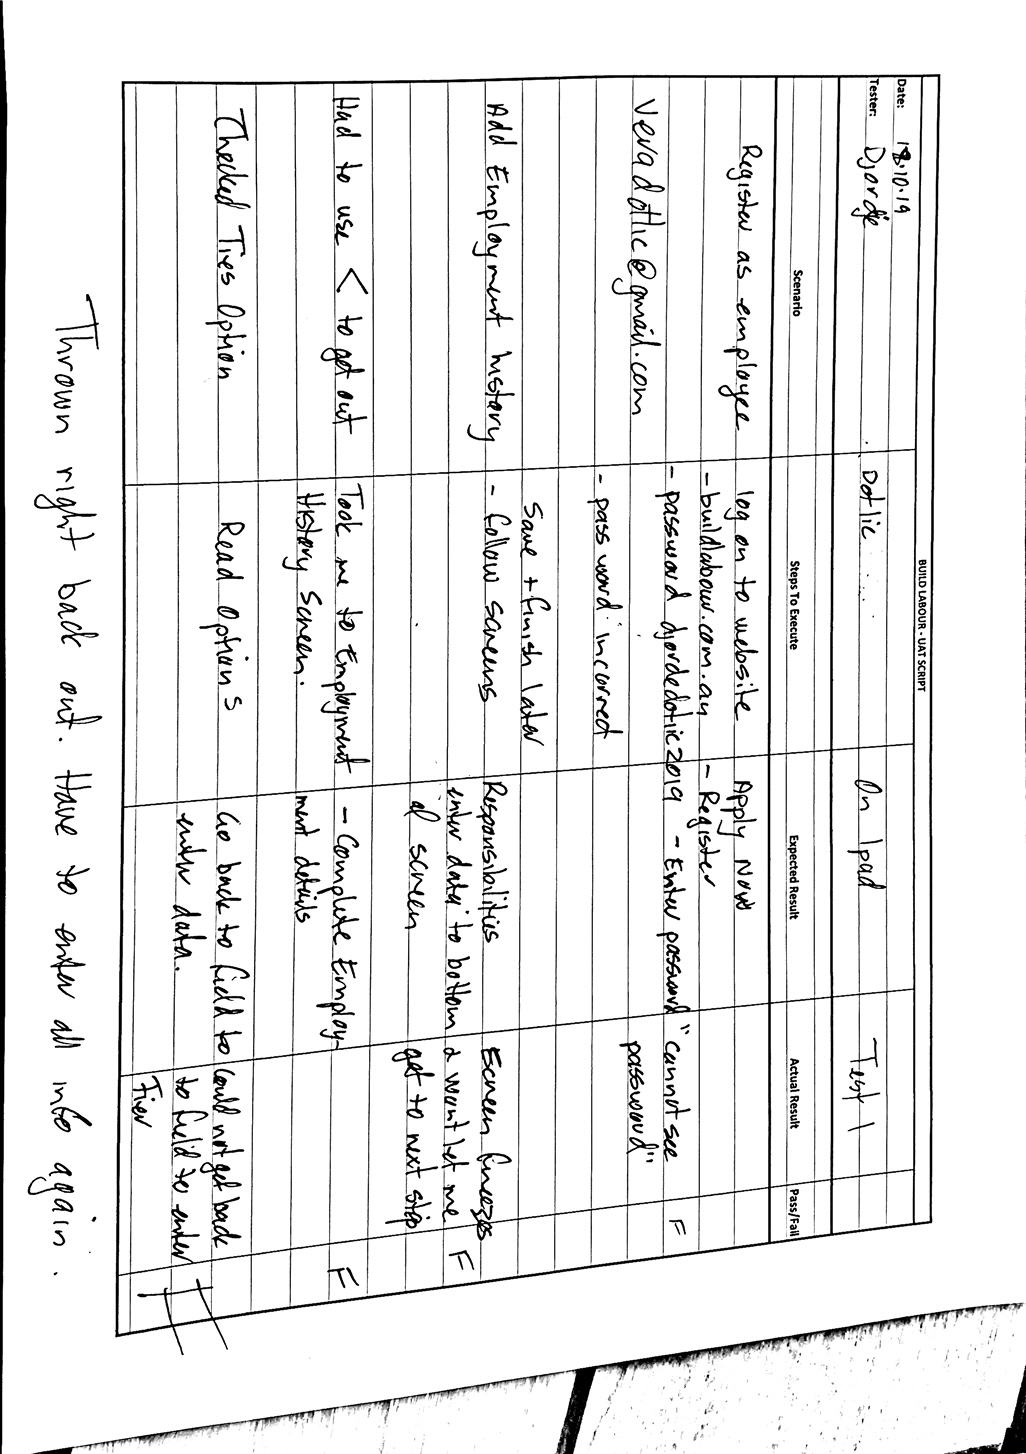 BUILD LABOUR - UAT SCRIPT
Date: 18.10.19
Tester: Djordje Dotlic On Ipad Test 1
Scenario Steps To Execute Expected Result Actual Result Pass/Fail
Register as employee log on to website Apply Now
- buildlabour.com.au - Register
- password djordedotlic2019 - Enter password "cannot see F
veradotlic@gmail.com password"
- pass word incorrect
Save + finish later
Add Employment history - follow screens Responsibilities Screen freezes
enter data to bottom & wont let me F
of screen get to next step
Had to use < to get out Took me to Employment - Complete Employ- F
History Screen. ment details
Checked Tiers Option Read Options Go back to field to could not get back F
enter data. to field to enter
Tier
Thrown right back out. Have to enter all info again.